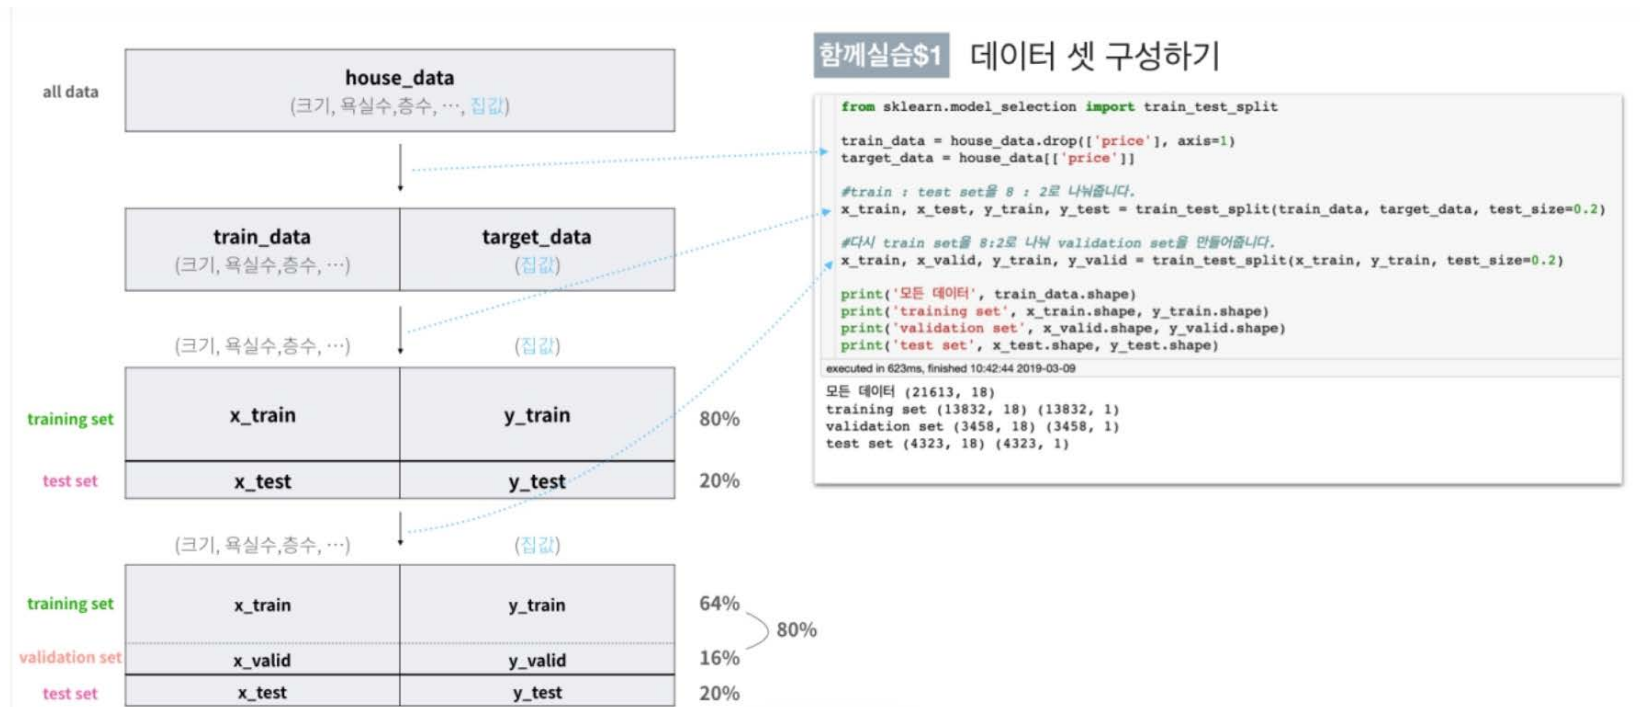 all data
house_data
(크기, 욕실수,층수, ⋯, 집값)
train_data
(크기, 욕실수,층수, ⋯)
target_data
(집값)
(크기, 욕실수,층수, ⋯)
(집값)
training set
x_train
y_train
80%
test set
x_test
y_test
20%
(크기, 욕실수,층수, ⋯)
(집값)
training set
x_train
y_train
64%
80%
validation set
x_valid
y_valid
16%
test set
x_test
y_test
20%
함께실습$1 데이터 셋 구성하기
from sklearn.model_selection import train_test_split
train_data = house_data.drop(['price'], axis=1)
target_data = house_data[['price']]
#train : test set을 8 : 2로 나눠줍니다.
x_train, x_test, y_train, y_test = train_test_split(train_data, target_data, test_size=0.2)
#다시 train set을 8:2로 나눠 validation set을 만들어줍니다.
x_train, x_valid, y_train, y_valid = train_test_split(x_train, y_train, test_size=0.2)
print('모든 데이터', train_data.shape)
print('training set', x_train.shape, y_train.shape)
print('validation set', x_valid.shape, y_valid.shape)
print('test set', x_test.shape, y_test.shape)
executed in 623ms, finished 10:42:44 2019-03-09
모든 데이터 (21613, 18)
training set (13832, 18) (13832, 1)
validation set (3458, 18) (3458, 1)
test set (4323, 18) (4323, 1)